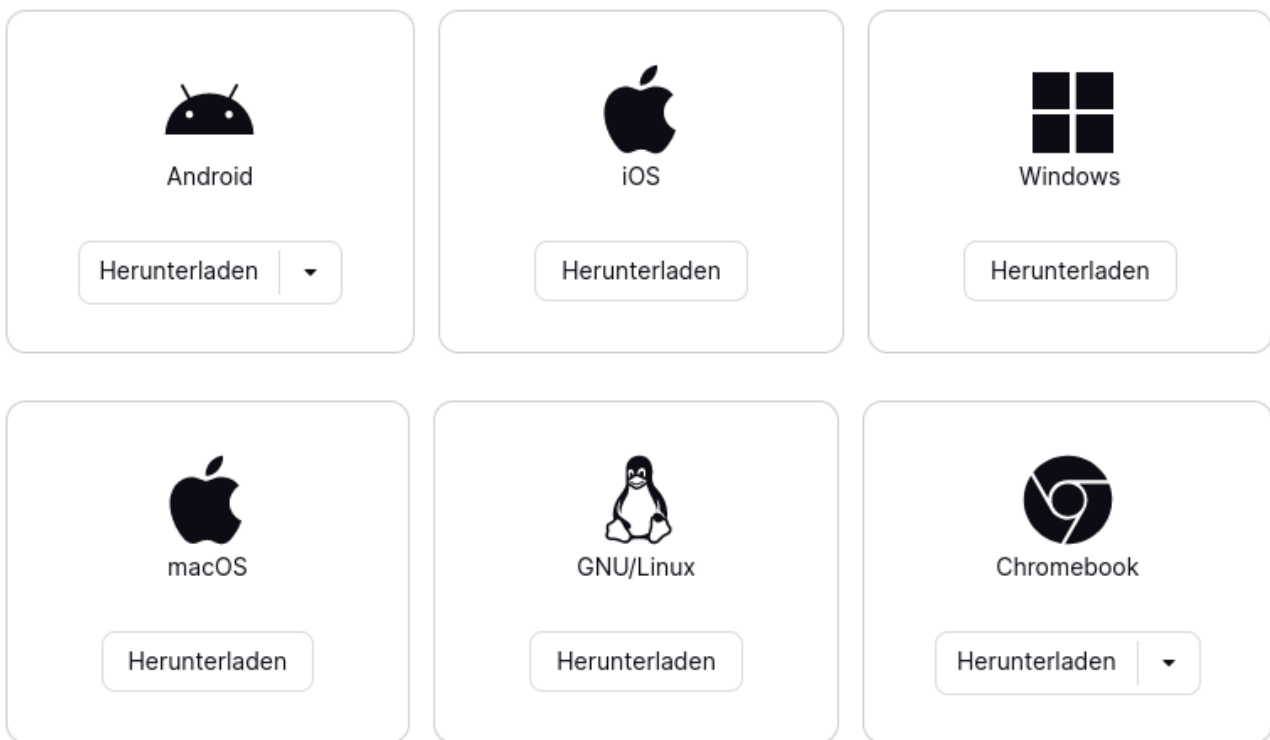 Android
iOS
Windows
Herunterladen
Herunterladen
Herunterladen
macOS
GNU/Linux
Chromebook
Herunterladen
Herunterladen
Herunterladen